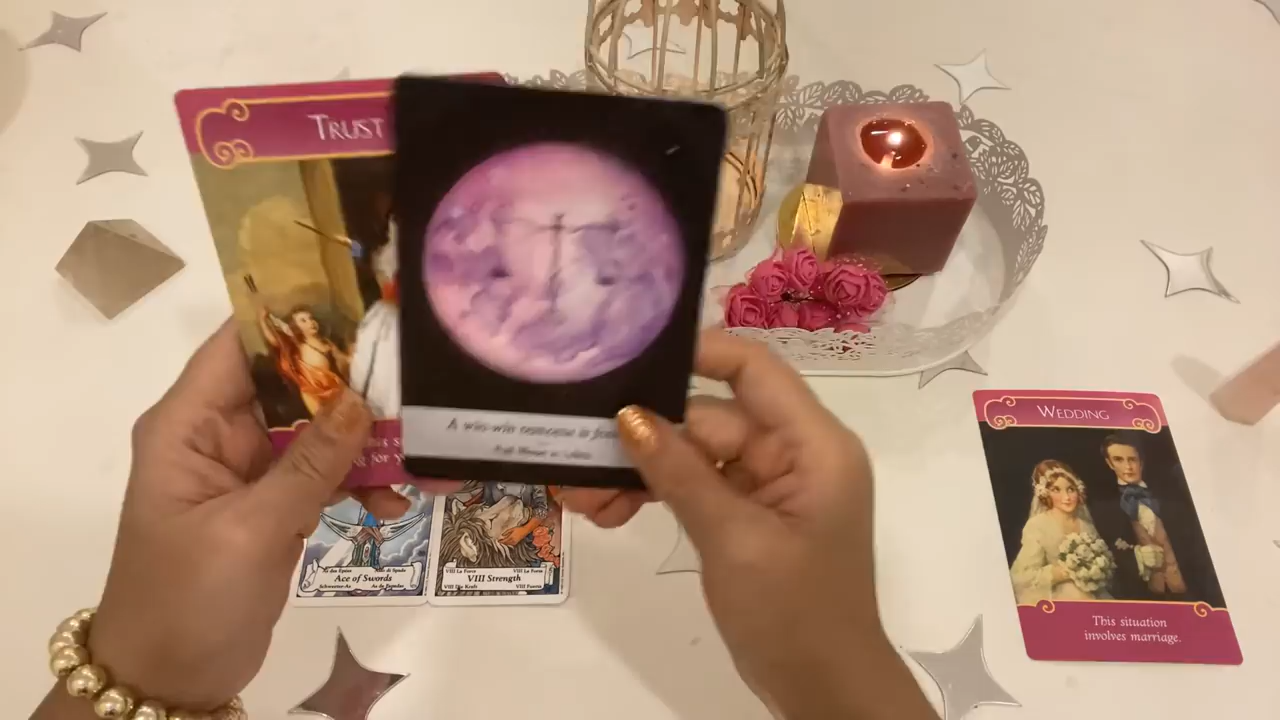 TRUST
A win-win outcome is
Full Moon in Libra
WEDDING
This situation
involves marriage.
Ace of Swords
VIII La Force
VIII La Forza
VIII Strength
VIII Die Kraft
VIII Fuerza